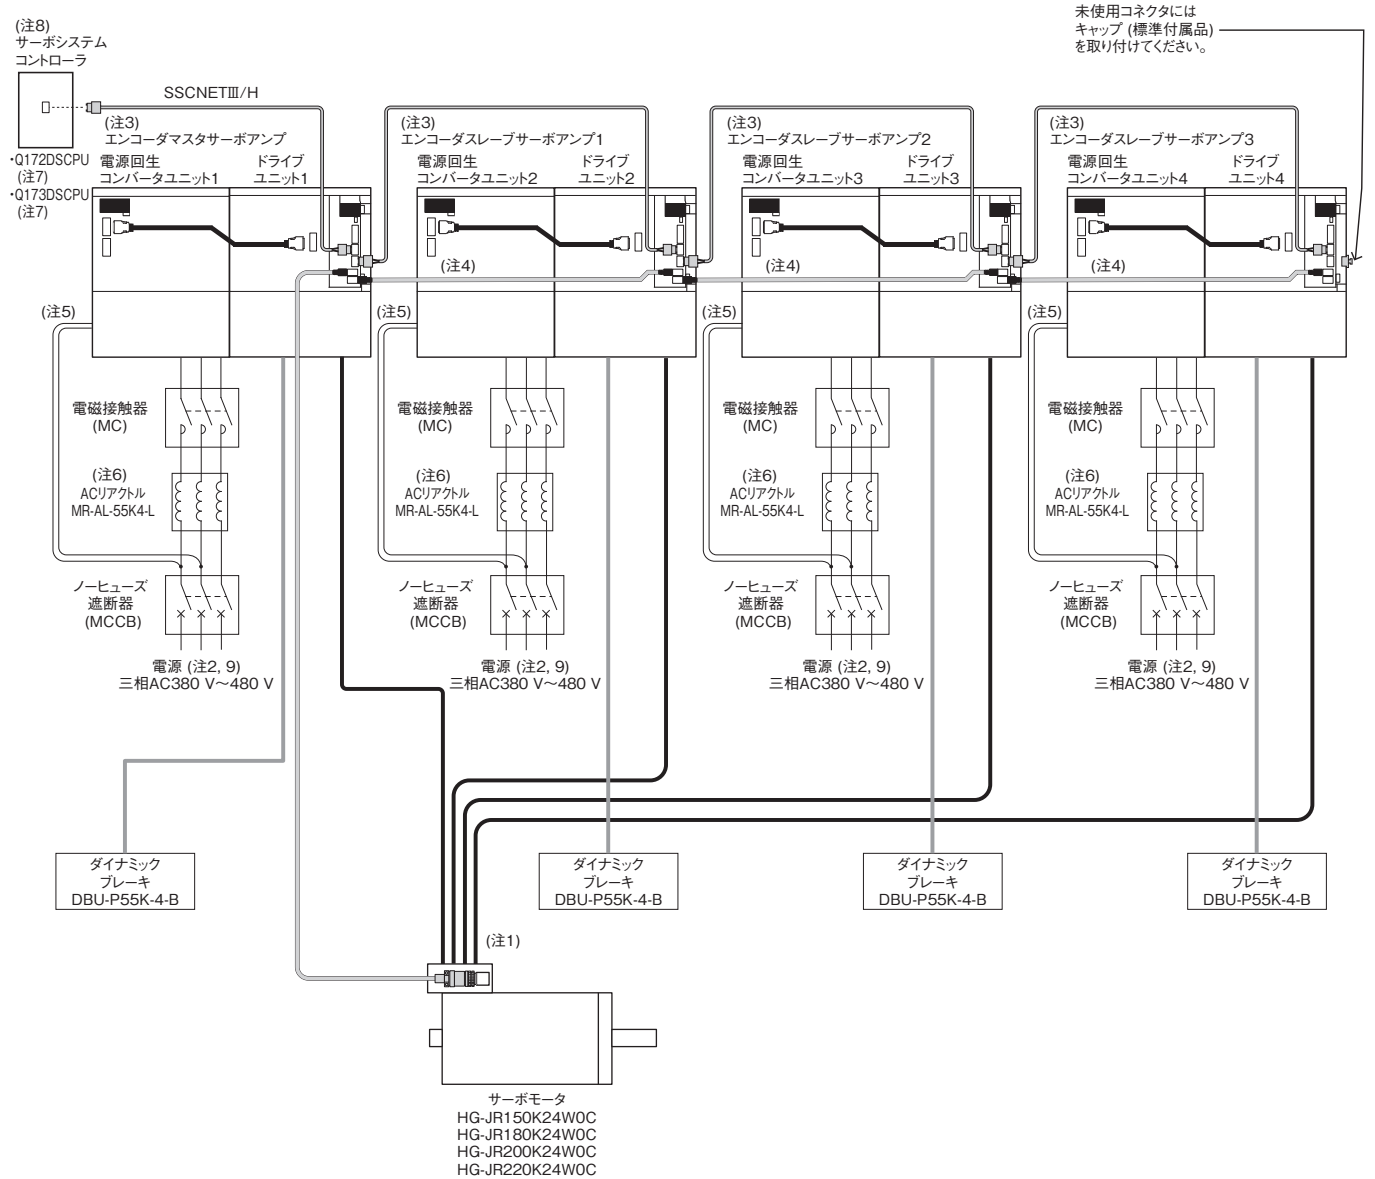 未使用コネクタには
キャップ (標準付属品)
を取り付けてください。
(注8)
サーボシステム
コントローラ
SSCNETⅢ/H
・Q172DSCPU
(注7)
・Q173DSCPU
(注7)
(注3)
エンコーダマスタサーボアンプ
電源回生
コンバータユニット1
ドライブ
ユニット1
(注3)
エンコーダスレーブサーボアンプ1
電源回生
コンバータユニット2
ドライブ
ユニット2
(注3)
エンコーダスレーブサーボアンプ2
電源回生
コンバータユニット3
ドライブ
ユニット3
(注3)
エンコーダスレーブサーボアンプ3
電源回生
コンバータユニット4
ドライブ
ユニット4
(注4)
(注4)
(注4)
(注5)
(注5)
(注5)
(注5)
電磁接触器
(MC)
電磁接触器
(MC)
電磁接触器
(MC)
電磁接触器
(MC)
(注6)
ACリアクトル
MR-AL-55K4-L
(注6)
ACリアクトル
MR-AL-55K4-L
(注6)
ACリアクトル
MR-AL-55K4-L
(注6)
ACリアクトル
MR-AL-55K4-L
ノーヒューズ
遮断器
(MCCB)
ノーヒューズ
遮断器
(MCCB)
ノーヒューズ
遮断器
(MCCB)
ノーヒューズ
遮断器
(MCCB)
電源 (注2, 9)
三相AC380 V～480 V
電源 (注2, 9)
三相AC380 V～480 V
電源 (注2, 9)
三相AC380 V～480 V
電源 (注2, 9)
三相AC380 V～480 V
ダイナミック
ブレーキ
DBU-P55K-4-B
ダイナミック
ブレーキ
DBU-P55K-4-B
ダイナミック
ブレーキ
DBU-P55K-4-B
ダイナミック
ブレーキ
DBU-P55K-4-B
(注1)
サーボモータ
HG-JR150K24W0C
HG-JR180K24W0C
HG-JR200K24W0C
HG-JR220K24W0C